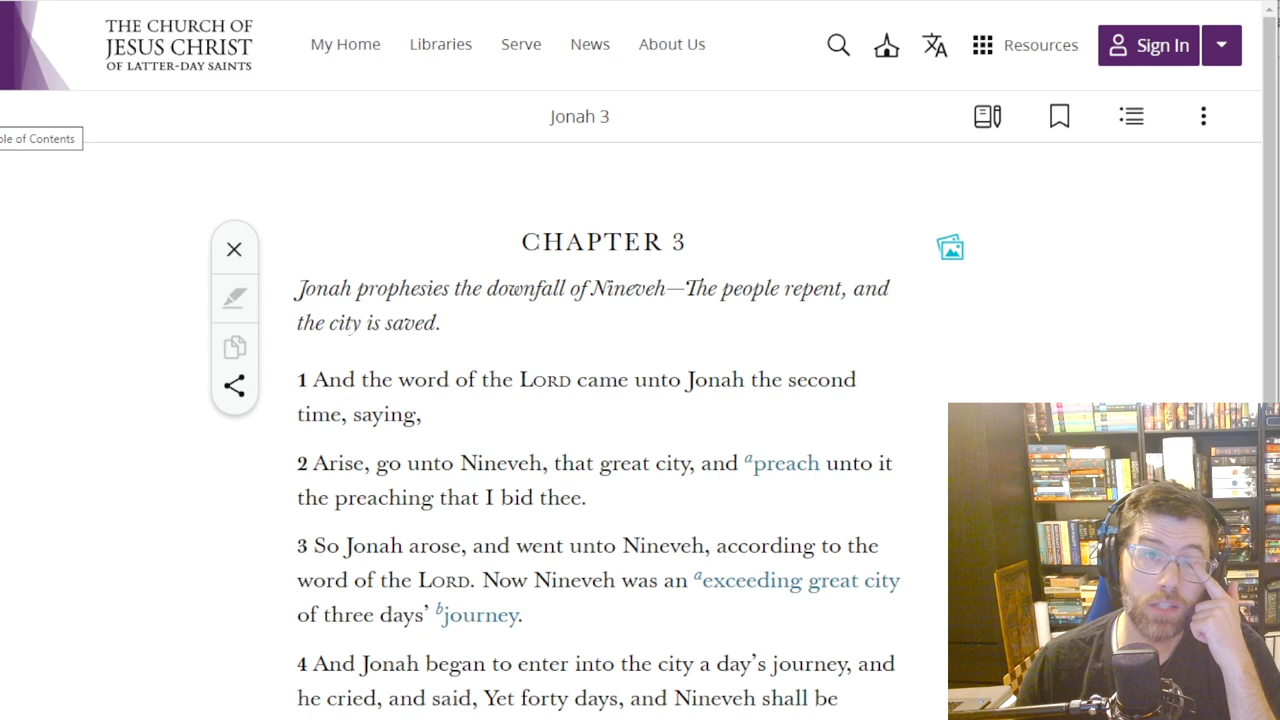 THE CHURCH OF
JESUS CHRIST
OF LATTER-DAY SAINTS
My Home
Libraries
Serve
News
About Us
Resources
Sign In
Jonah 3
ble of Contents
CHAPTER 3
Jonah prophesies the downfall of Nineveh—The people repent, and
the city is saved.
1 And the word of the LORD came unto Jonah the second
time, saying,
2 Arise, go unto Nineveh, that great city, and a preach unto it
the preaching that I bid thee.
3 So Jonah arose, and went unto Nineveh, according to the
word of the LORD. Now Nineveh was an a exceeding great city
of three days’ b journey.
4 And Jonah began to enter into the city a day’s journey, and
he cried, and said, Yet forty days, and Nineveh shall be